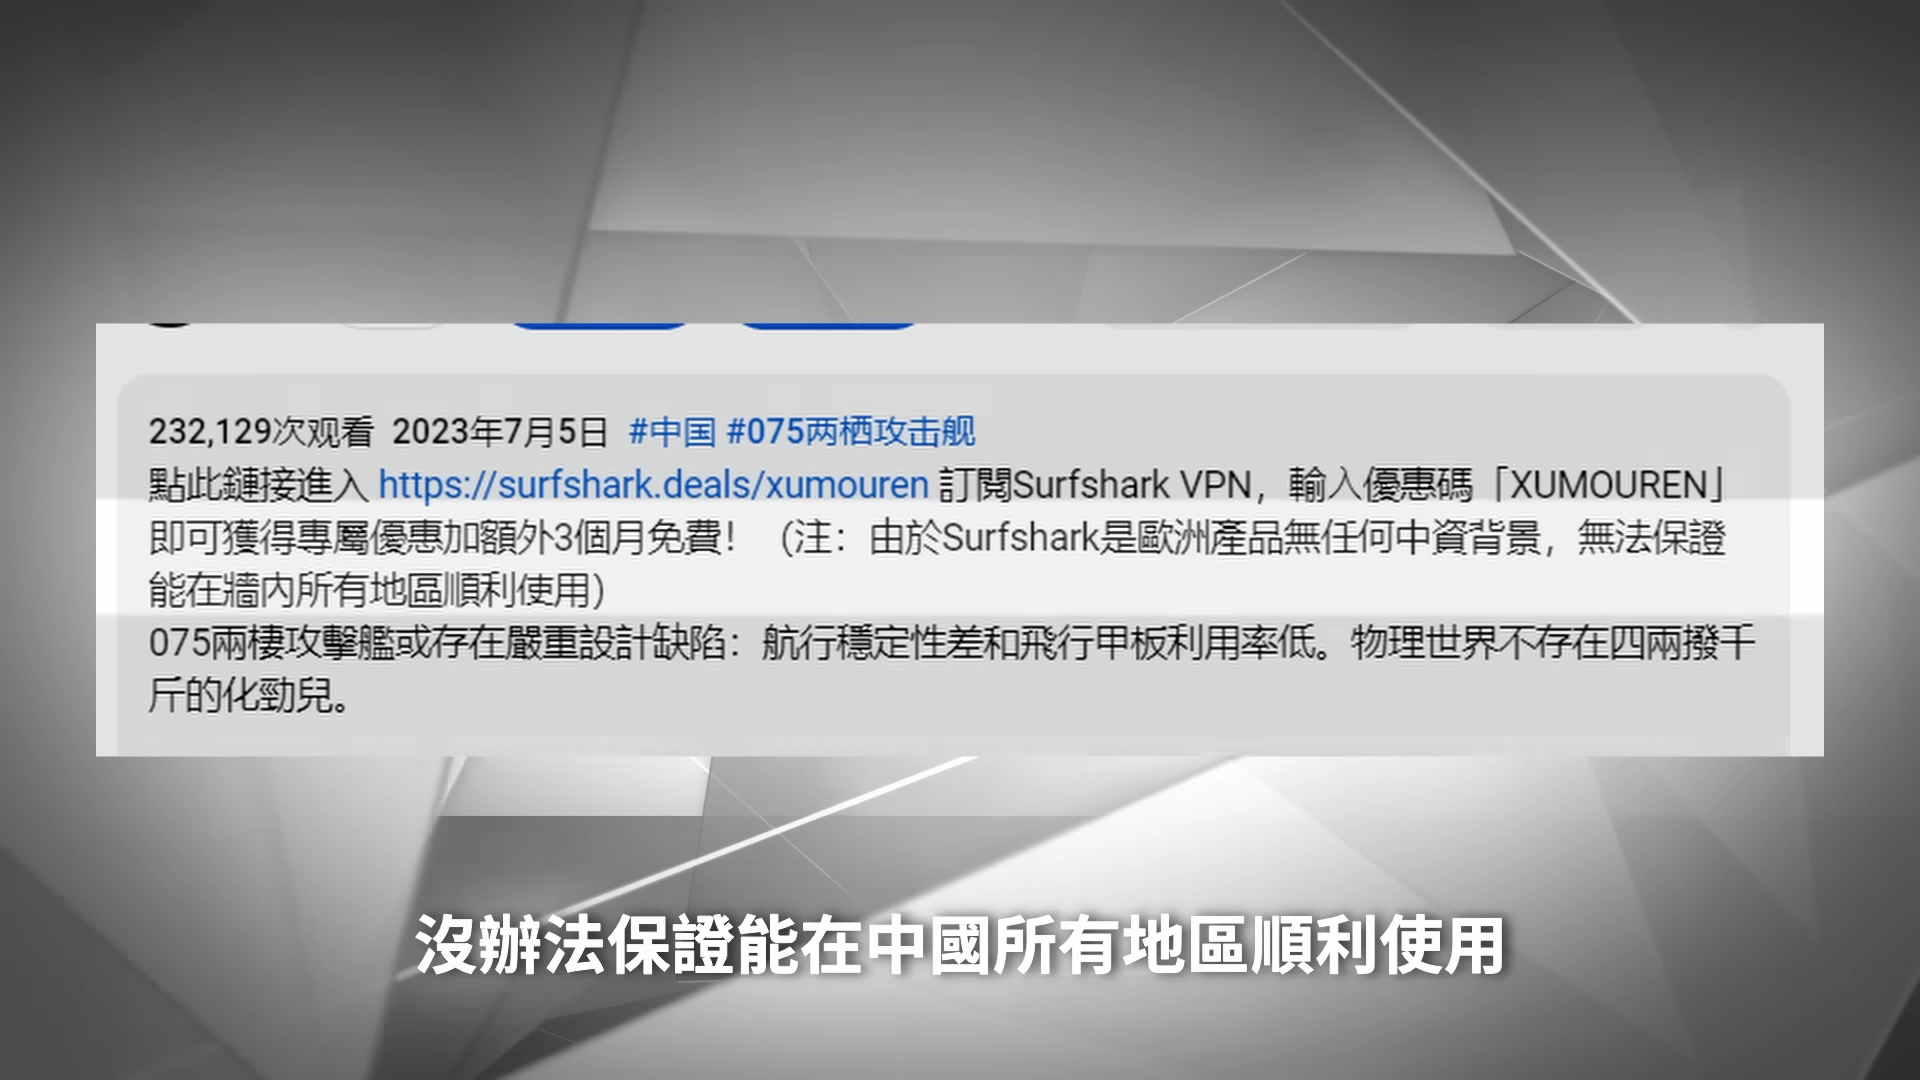 232,129次观看 2023年7月5日 #中国 #075两栖攻击舰
點此鏈接進入 https://surfshark.deals/xumouren 訂閱Surfshark VPN，輸入優惠碼「XUMOUREN」
即可獲得專屬優惠加額外3個月免費！（注：由於Surfshark是歐洲產品無任何中資背景，無法保證
能在牆內所有地區順利使用）
075兩棲攻擊艦或存在嚴重設計缺陷：航行穩定性差和飛行甲板利用率低。物理世界不存在四兩撥千
斤的化勁兒。
沒辦法保證能在中國所有地區順利使用